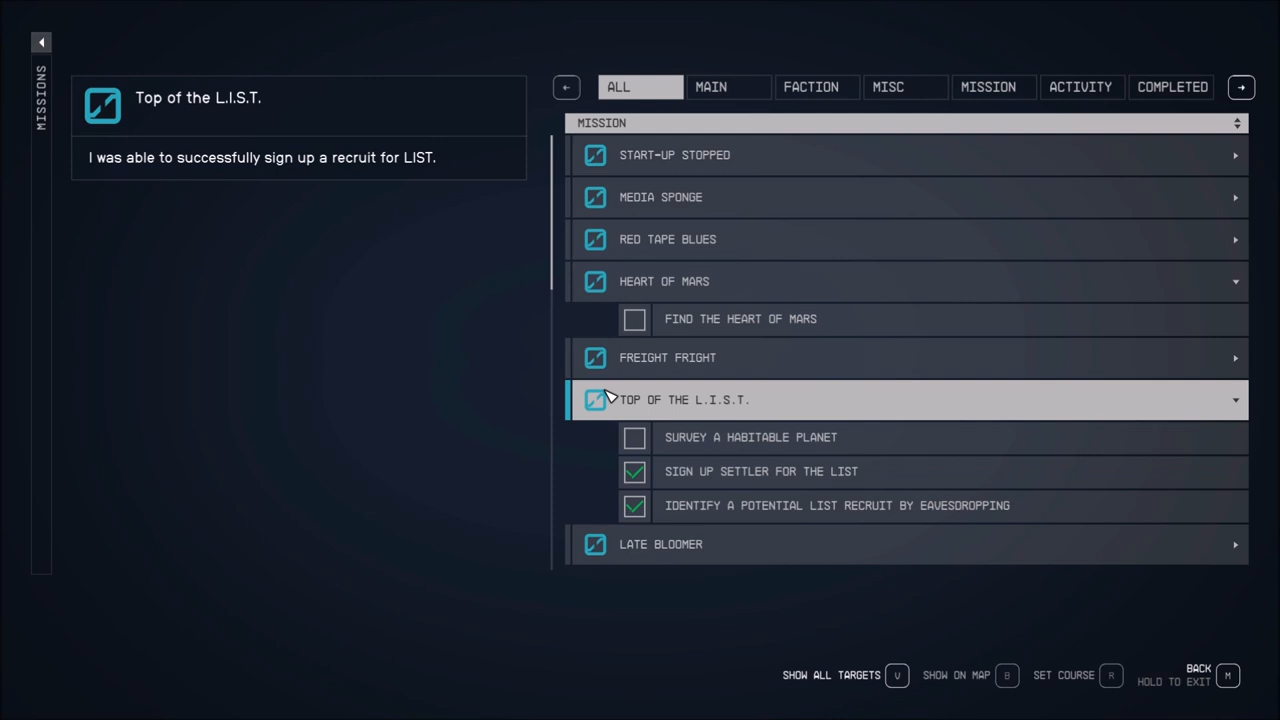 MISSIONS
Top of the L.I.S.T.
I was able to successfully sign up a recruit for LIST.
ALL
MAIN
FACTION
MISC
MISSION
ACTIVITY
COMPLETED
MISSION
START-UP STOPPED
MEDIA SPONGE
RED TAPE BLUES
HEART OF MARS
FIND THE HEART OF MARS
FREIGHT FRIGHT
TOP OF THE L.I.S.T.
SURVEY A HABITABLE PLANET
SIGN UP SETTLER FOR THE LIST
IDENTIFY A POTENTIAL LIST RECRUIT BY EAVESDROPPING
LATE BLOOMER
SHOW ALL TARGETS V
SHOW ON MAP B
SET COURSE R
BACK
HOLD TO EXIT M